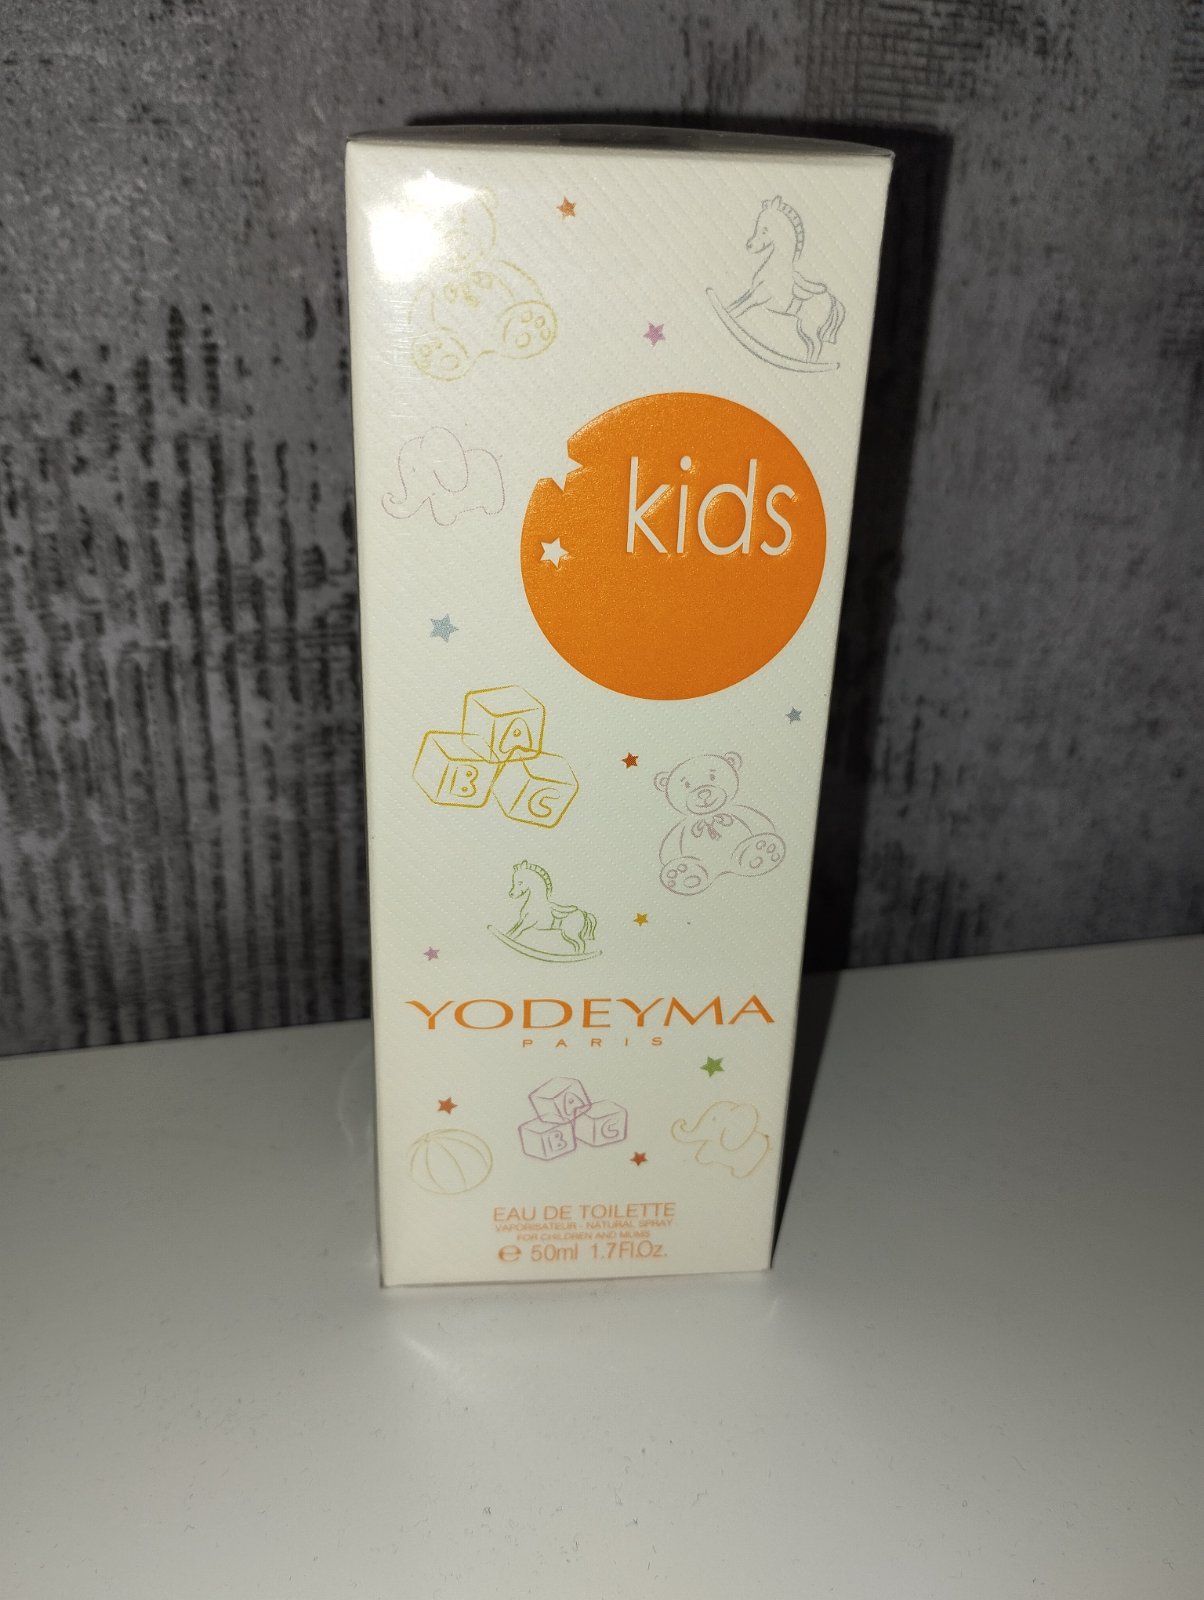 kids
A
B C
YODEYMA
PARIS
A
B C
EAU DE TOILETTE
VAPORISATEUR - NATURAL SPRAY
FOR CHILDREN AND MUMS
e 50ml 1.7Fl.Oz.